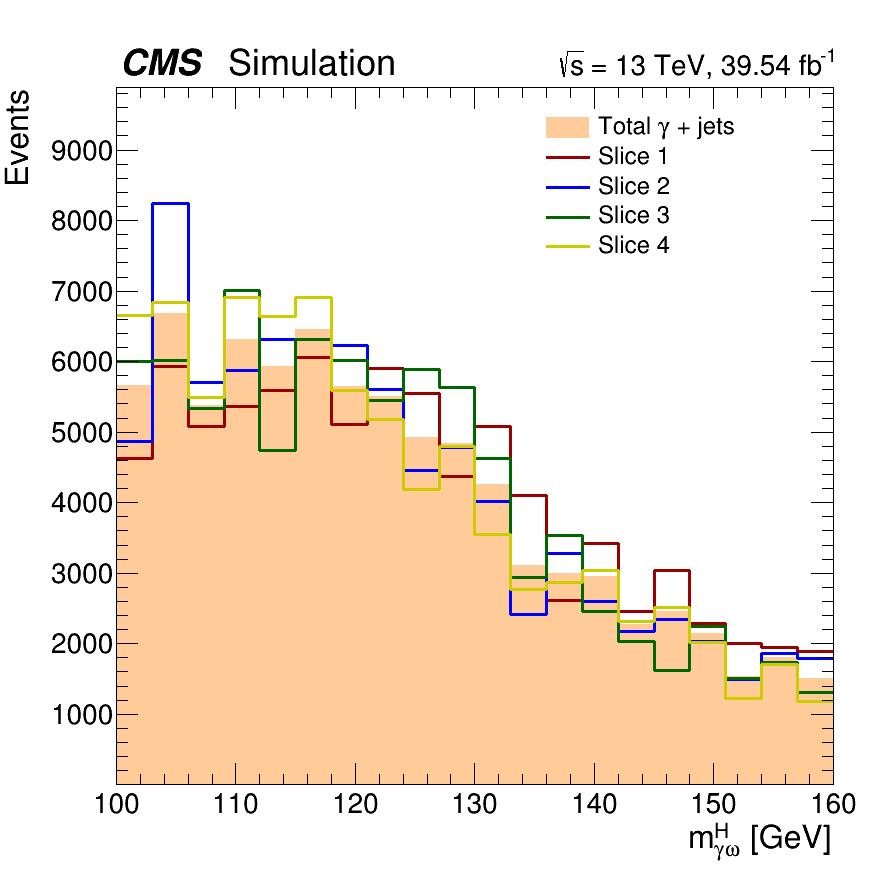 CMS Simulation √s = 13 TeV, 39.54 fb⁻¹
Events
Total γ + jets
Slice 1
Slice 2
Slice 3
Slice 4
9000
8000
7000
6000
5000
4000
3000
2000
1000
100 110 120 130 140 150 160
m^H_γω [GeV]